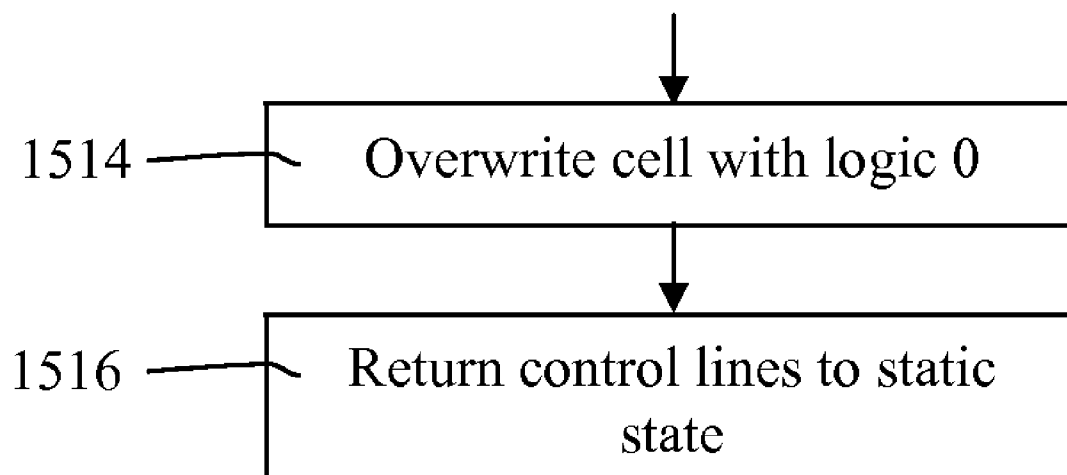 1514 Overwrite cell with logic 0
1516 Return control lines to static
state